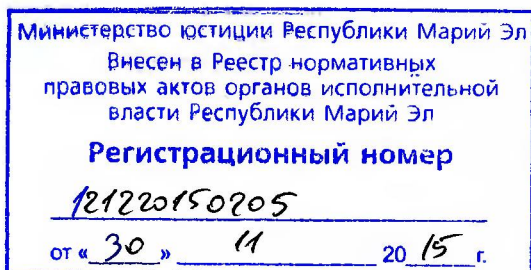 Министерство юстиции Республики Марий Эл
Внесен в Реестр нормативных
правовых актов органов исполнительной
власти Республики Марий Эл
Регистрационный номер
121220150205
от « 30 » 11 20 15 г.